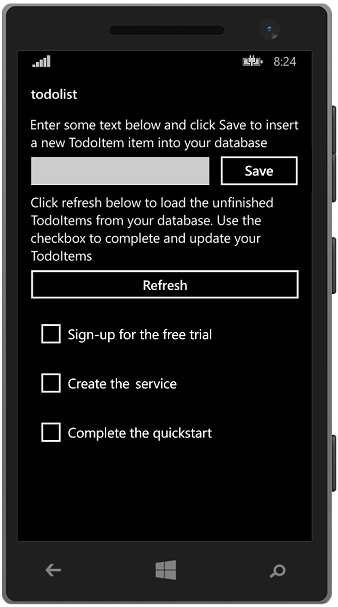 8:24
todolist
Enter some text below and click Save to insert
a new TodoItem item into your database
Save
Click refresh below to load the unfinished
TodoItems from your database. Use the
checkbox to complete and update your
TodoItems
Refresh
Sign-up for the free trial
Create the service
Complete the quickstart